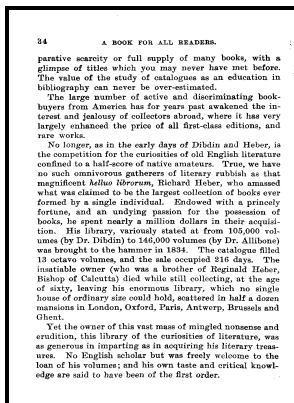 34 A BOOK FOR ALL READERS.
parative scarcity or full supply of many books, with a
glimpse of titles which you may never have met before.
The value of the study of catalogues as an education in
bibliography can never be over-estimated.
The large number of active and discriminating book-
buyers from America has for years past awakened the in-
terest and jealousy of collectors abroad, where it has very
largely enhanced the price of all first-class editions, and
rare works.
No longer, as in the early days of Dibdin and Heber, is
the competition for the curiosities of old English literature
confined to a half-score of native amateurs. True, we have
no such omnivorous gatherers of literary rubbish as that
magnificent helluo librorum, Richard Heber, who amassed
what was claimed to be the largest collection of books ever
formed by a single individual. Endowed with a princely
fortune, and an undying passion for the possession of
books, he spent nearly a million dollars in their acquisi-
tion. His library, variously stated at from 105,000 vol-
umes (by Dr. Dibdin) to 146,000 volumes (by Dr. Allibone)
was brought to the hammer in 1834. The catalogue filled
13 octavo volumes, and the sale occupied 216 days. The
insatiable owner (who was a brother of Reginald Heber,
Bishop of Calcutta) died while still collecting, at the age
of sixty, leaving his enormous library, which no single
house of ordinary size could hold, scattered in half a dozen
mansions in London, Oxford, Paris, Antwerp, Brussels and
Ghent.
Yet the owner of this vast mass of mingled nonsense and
erudition, this library of the curiosities of literature, was
as generous in imparting as in acquiring his literary treas-
ures. No English scholar but was freely welcome to the
loan of his volumes; and his own taste and critical knowl-
edge are said to have been of the first order.